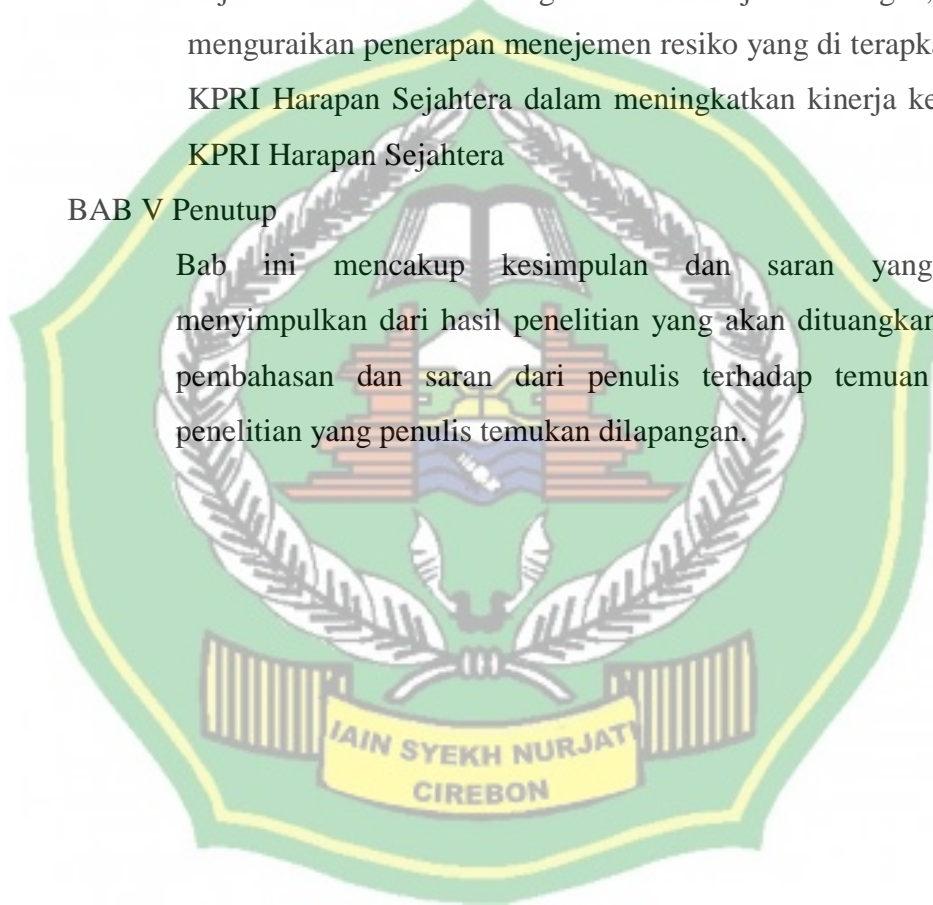 menguraikan penerapan menejemen resiko yang di terapka
KPRI Harapan Sejahtera dalam meningkatkan kinerja ke
KPRI Harapan Sejahtera
BAB V Penutup
Bab ini mencakup kesimpulan dan saran yang
menyimpulkan dari hasil penelitian yang akan dituangkan
pembahasan dan saran dari penulis terhadap temuan
penelitian yang penulis temukan dilapangan.
IAIN SYEKH NURJATI
CIREBON